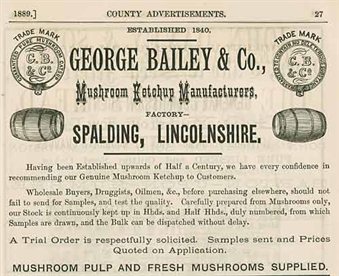 1889.] COUNTY ADVERTISEMENTS. 27
ESTABLISHED 1840.
TRADE MARK
C.B.
& Co
TRADE MARK
C.B.
& Co
GEORGE BAILEY & Co.,
Mushroom Ketchup Manufacturers,
FACTORY—
SPALDING, LINCOLNSHIRE.
Having been Established upwards of Half a Century, we have every confidence in
recommending our Genuine Mushroom Ketchup to Customers.
Wholesale Buyers, Druggists, Oilmen, &c., before purchasing elsewhere, should not
fail to send for Samples, and test the quality. Carefully prepared from Mushrooms only,
our Stock is continuously kept up in Hhds. and Half Hhds., duly numbered, from which
Samples are drawn, and the Bulk can be dispatched without delay.
A Trial Order is respectfully solicited. Samples sent and Prices
Quoted on Application.
MUSHROOM PULP AND FRESH MUSHROOMS SUPPLIED.